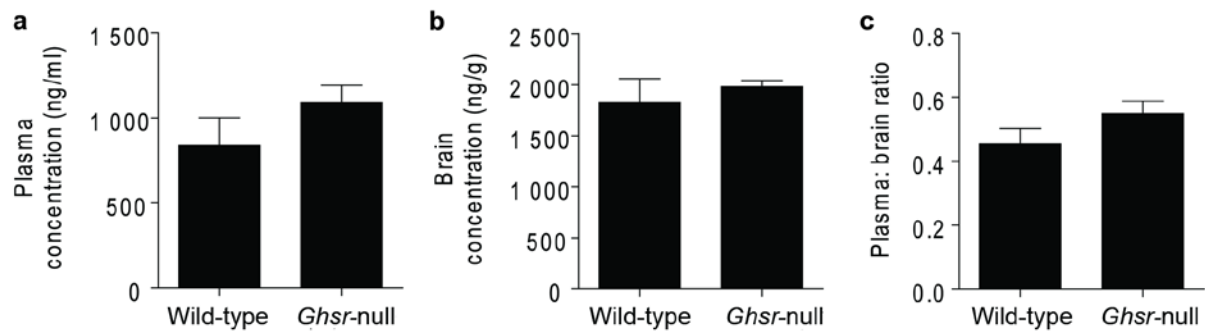 a
Plasma
concentration (ng/ml)
1 500
1 000
500
0
Wild-type
Ghsr-null
b
Brain
concentration (ng/g)
2 500
2 000
1 500
1 000
500
0
Wild-type
Ghsr-null
c
Plasma: brain ratio
0.8
0.6
0.4
0.2
0.0
Wild-type
Ghsr-null